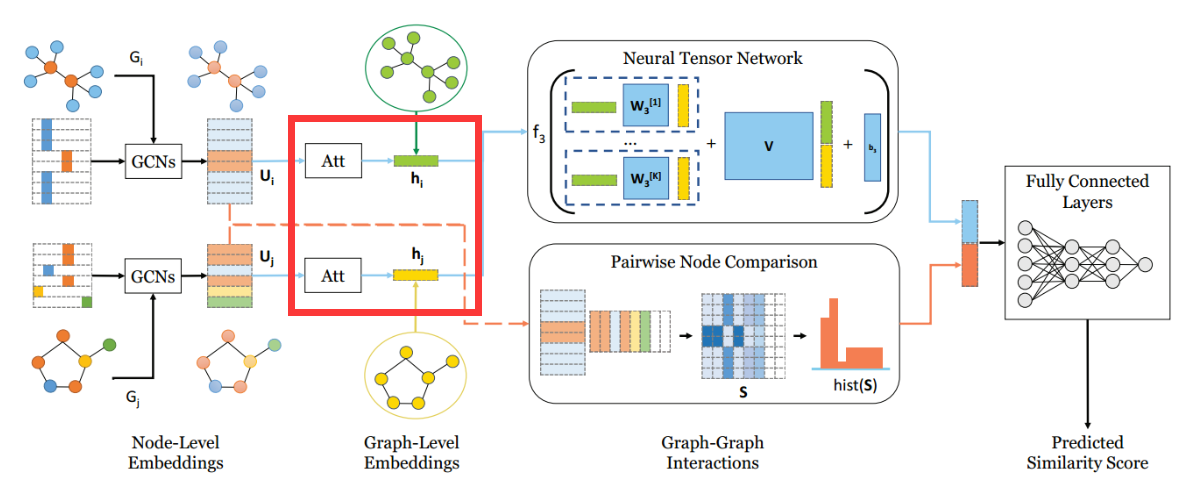 G_i
GCNs
U_i
Att
h_i
U_j
GCNs
Att
h_j
G_j
Neural Tensor Network
f_3
W_3^[1]
...
W_3^[K]
+
V
+
b_3
Pairwise Node Comparison
S
hist(S)
Fully Connected
Layers
Node-Level
Embeddings
Graph-Level
Embeddings
Graph-Graph
Interactions
Predicted
Similarity Score